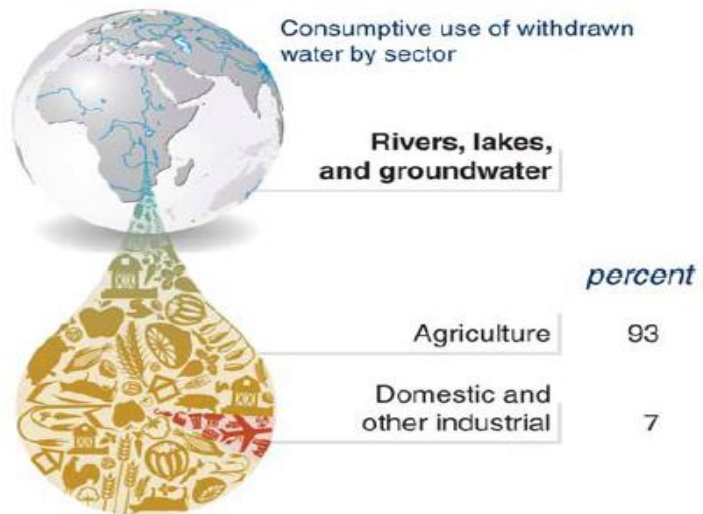 Consumptive use of withdrawn
water by sector
Rivers, lakes,
and groundwater
percent
Agriculture 93
Domestic and
other industrial 7